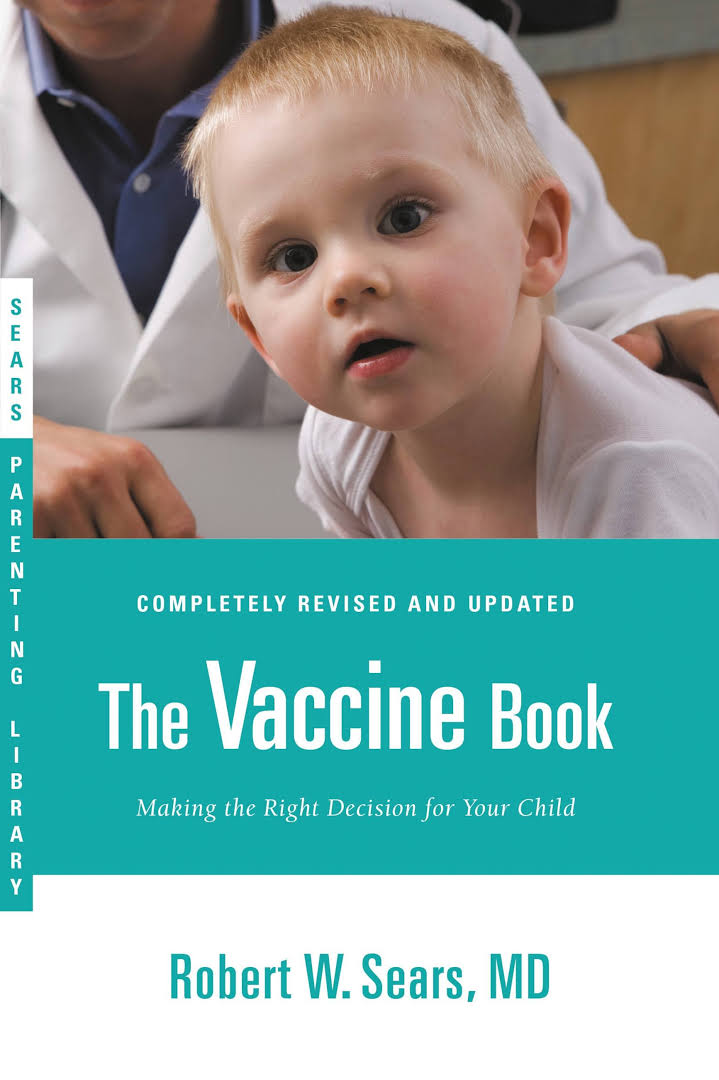 SEARS PARENTING LIBRARY
COMPLETELY REVISED AND UPDATED
The Vaccine Book
Making the Right Decision for Your Child
Robert W. Sears, MD